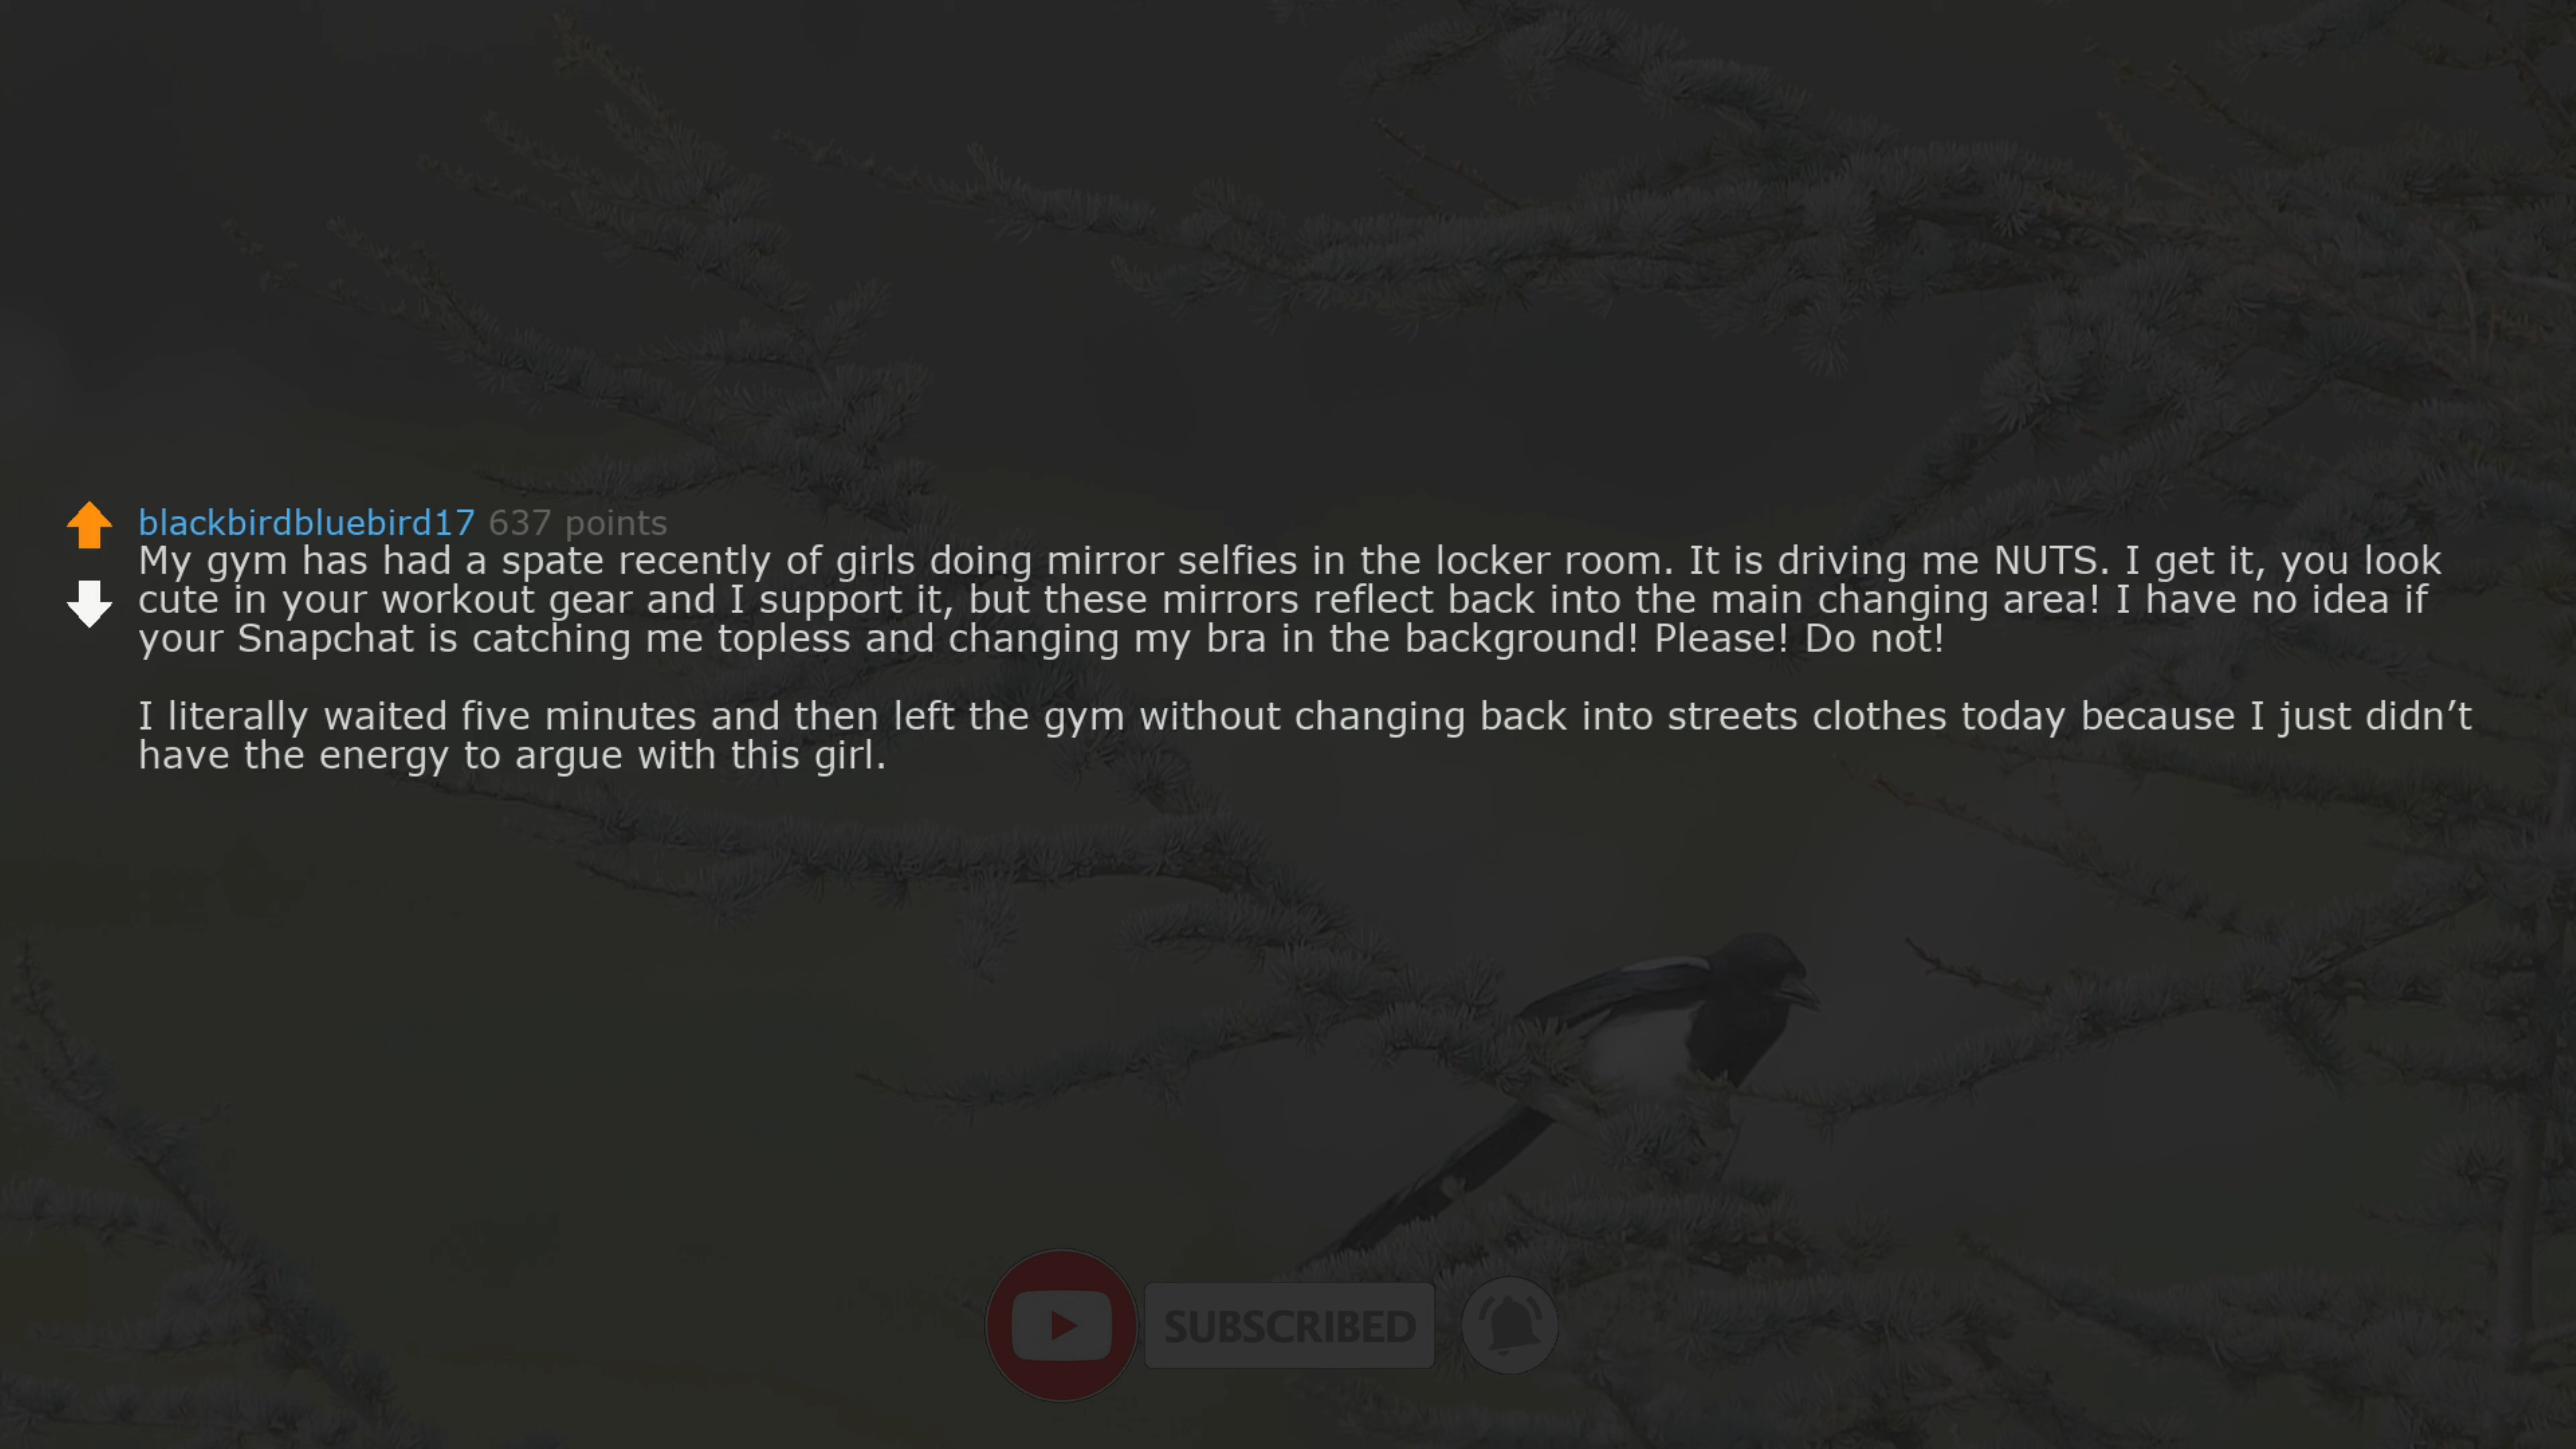 blackbirdbluebird17 637 points
My gym has had a spate recently of girls doing mirror selfies in the locker room. It is driving me NUTS. I get it, you look
cute in your workout gear and I support it, but these mirrors reflect back into the main changing area! I have no idea if
your Snapchat is catching me topless and changing my bra in the background! Please! Do not!
I literally waited five minutes and then left the gym without changing back into streets clothes today because I just didn’t
have the energy to argue with this girl.
SUBSCRIBED